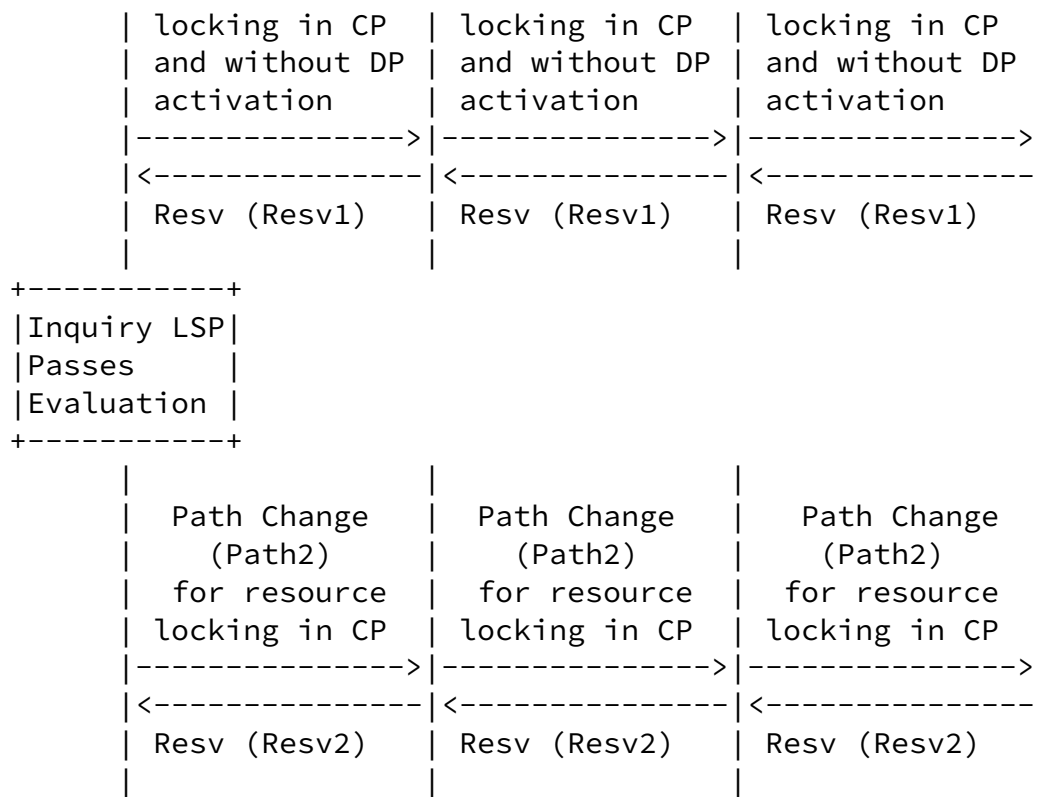 | locking in CP | locking in CP | locking in CP
| and without DP | and without DP | and without DP
| activation | activation | activation
|--------------->|--------------->|--------------->
|<---------------|<---------------|<---------------
| Resv (Resv1) | Resv (Resv1) | Resv (Resv1)
| | |
+-----------+
|Inquiry LSP|
|Passes |
|Evaluation |
+-----------+
| | |
| Path Change | Path Change | Path Change
| (Path2) | (Path2) | (Path2)
| for resource | for resource | for resource
| locking in CP | locking in CP | locking in CP
|--------------->|--------------->|--------------->
|<---------------|<---------------|<---------------
| Resv (Resv2) | Resv (Resv2) | Resv (Resv2)
| | |